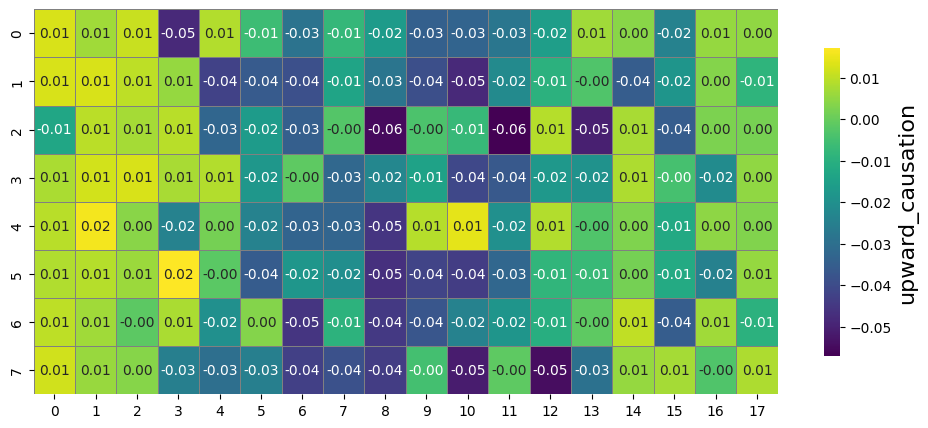 0 0.01 0.01 0.01 -0.05 0.01 -0.01 -0.03 -0.01 -0.02 -0.03 -0.03 -0.03 -0.02 0.01 0.00 -0.02 0.01 0.00
1 0.01 0.01 0.01 0.01 -0.04 -0.04 -0.04 -0.01 -0.03 -0.04 -0.05 -0.02 -0.01 -0.00 -0.04 -0.02 0.00 -0.01
2 -0.01 0.01 0.01 0.01 -0.03 -0.02 -0.03 -0.00 -0.06 -0.00 -0.01 -0.06 0.01 -0.05 0.01 -0.04 0.00 0.00
3 0.01 0.01 0.01 0.01 0.01 -0.02 -0.00 -0.03 -0.02 -0.01 -0.04 -0.04 -0.02 -0.02 0.01 -0.00 -0.02 0.00
4 0.01 0.02 0.00 -0.02 0.00 -0.02 -0.03 -0.03 -0.05 0.01 0.01 -0.02 0.01 -0.00 0.00 -0.01 0.00 0.00
5 0.01 0.01 0.01 0.02 -0.00 -0.04 -0.02 -0.02 -0.05 -0.04 -0.04 -0.03 -0.01 -0.01 0.00 -0.01 -0.02 0.01
6 0.01 0.01 -0.00 0.01 -0.02 0.00 -0.05 -0.01 -0.04 -0.04 -0.02 -0.02 -0.01 -0.00 0.01 -0.04 0.01 -0.01
7 0.01 0.01 0.00 -0.03 -0.03 -0.03 -0.04 -0.04 -0.04 -0.00 -0.05 -0.00 -0.05 -0.03 0.01 0.01 -0.00 0.01
0 1 2 3 4 5 6 7 8 9 10 11 12 13 14 15 16 17
0.01
0.00
−0.01
−0.02
−0.03
−0.04
−0.05
upward_causation